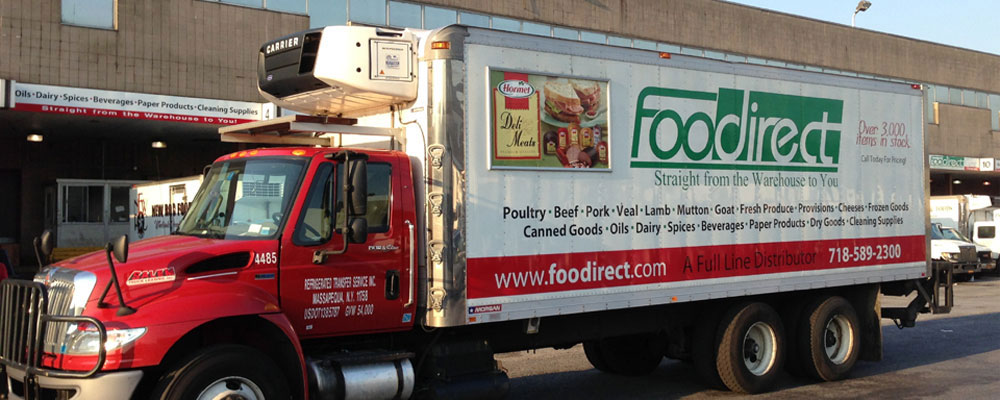 Oils • Dairy • Spices • Beverages • Paper Products • Cleaning Supplies
Straight from the Warehouse to You!
4
CARRIER
Hormel
Deli
Meats
Foodirect
Straight from the Warehouse to You
Over 3,000
items in stock.
Call Today For Pricing!
Poultry • Beef • Pork • Veal • Lamb • Mutton • Goat • Fresh Produce • Provisions • Cheeses • Frozen Goods
Canned Goods • Oils • Dairy • Spices • Beverages • Paper Products • Dry Goods • Cleaning Supplies
www.foodirect.com A Full Line Distributor 718-589-2300
MORGAN
4485
REFRIGERATED TRANSFER SERVICE INC
MASSAPEQUA, N.Y. 11758
GVW 54,000
Foodirect
10